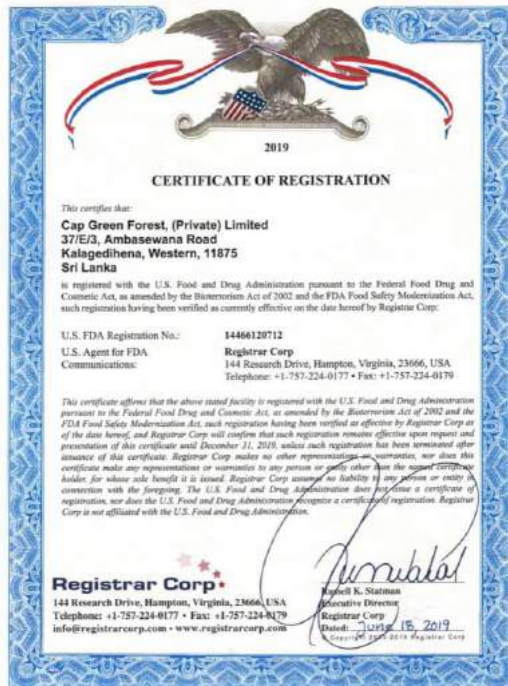 2019
CERTIFICATE OF REGISTRATION
This certifies that:
Cap Green Forest, (Private) Limited
37/E/3, Ambasewana Road
Kalagedihena, Western, 11875
Sri Lanka
is registered with the U.S. Food and Drug Administration pursuant to the Federal Food Drug and
Cosmetic Act, as amended by the Bioterrorism Act of 2002 and the FDA Food Safety Modernization Act,
such registration having been verified as currently effective on the date hereof by Registrar Corp:
U.S. FDA Registration No.: 14466120712
U.S. Agent for FDA Registrar Corp
Communications: 144 Research Drive, Hampton, Virginia, 23666, USA
Telephone: +1-757-224-0177 • Fax: +1-757-224-0179
This certificate affirms that the above stated facility is registered with the U.S. Food and Drug Administration
pursuant to the Federal Food Drug and Cosmetic Act, as amended by the Bioterrorism Act of 2002 and the
FDA Food Safety Modernization Act, such registration having been verified as effective by Registrar Corp as
of the date hereof, and Registrar Corp will confirm that such registration remains effective upon request and
presentation of this certificate until December 31, 2019, unless such registration has been terminated after
issuance of this certificate. Registrar Corp makes no other representations or warranties, nor does this
certificate make any representations or warranties to any person or entity other than the named certificate
holder, for whose sole benefit it is issued. Registrar Corp assumes no liability to any person or entity in
connection with the foregoing. The U.S. Food and Drug Administration does not issue a certificate of
registration, nor does the U.S. Food and Drug Administration recognize a certificate of registration. Registrar
Corp is not affiliated with the U.S. Food and Drug Administration.
Registrar Corp
144 Research Drive, Hampton, Virginia, 23666, USA
Telephone: +1-757-224-0177 • Fax: +1-757-224-0179
info@registrarcorp.com • www.registrarcorp.com
Russell K. Statman
Executive Director
Registrar Corp
Dated: June 18, 2019
© Copyright 2003-2019 Registrar Corp